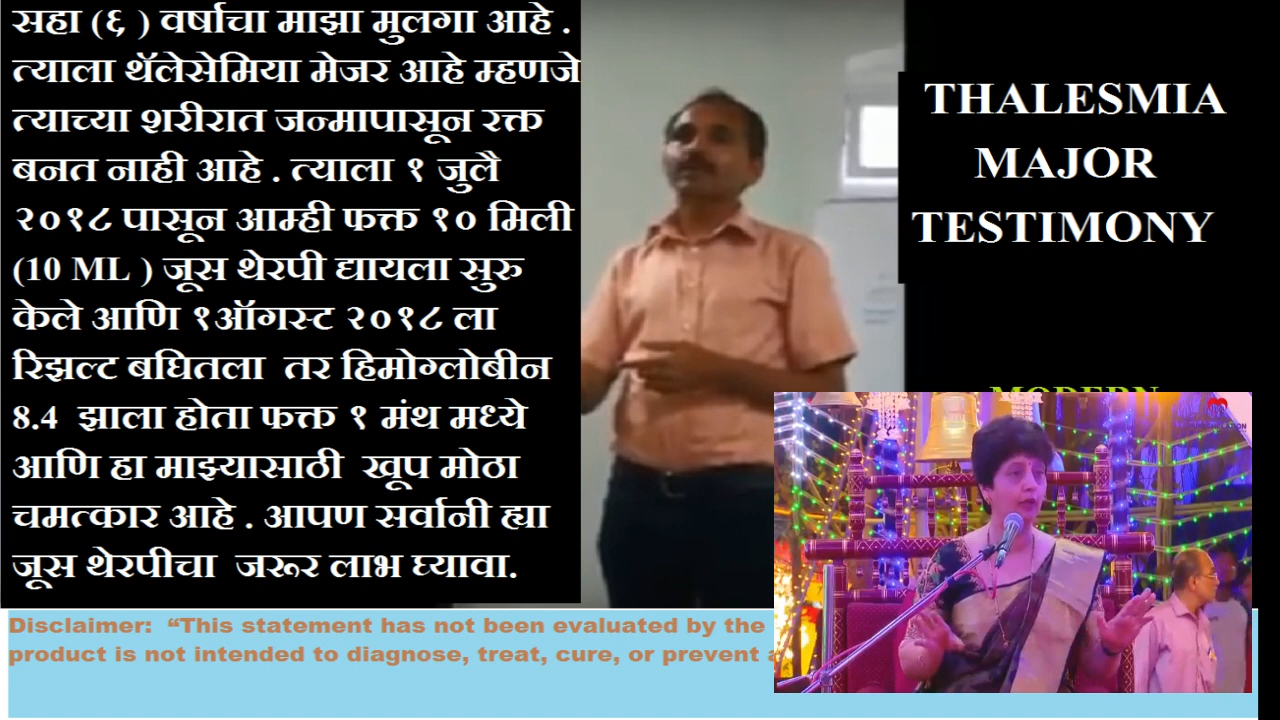 सहा (६ ) वर्षाचा माझा मुलगा आहे .
त्याला थॅलेसेमिया मेजर आहे म्हणजे
त्याच्या शरीरात जन्मापासून रक्त
बनत नाही आहे . त्याला १ जुलै
२०१८ पासून आम्ही फक्त १० मिली
(10 ML ) जूस थेरपी द्यायला सुरु
केले आणि १ऑगस्ट २०१८ ला
रिझल्ट बघितला तर हिमोग्लोबीन
8.4 झाला होता फक्त १ मंथ मध्ये
आणि हा माझ्यासाठी खूप मोठा
चमत्कार आहे . आपण सर्वानी ह्या
जूस थेरपीचा जरूर लाभ घ्यावा.
THALESMIA
MAJOR
TESTIMONY
MODERN
Disclaimer: “This statement has not been evaluated by the
product is not intended to diagnose, treat, cure, or prevent